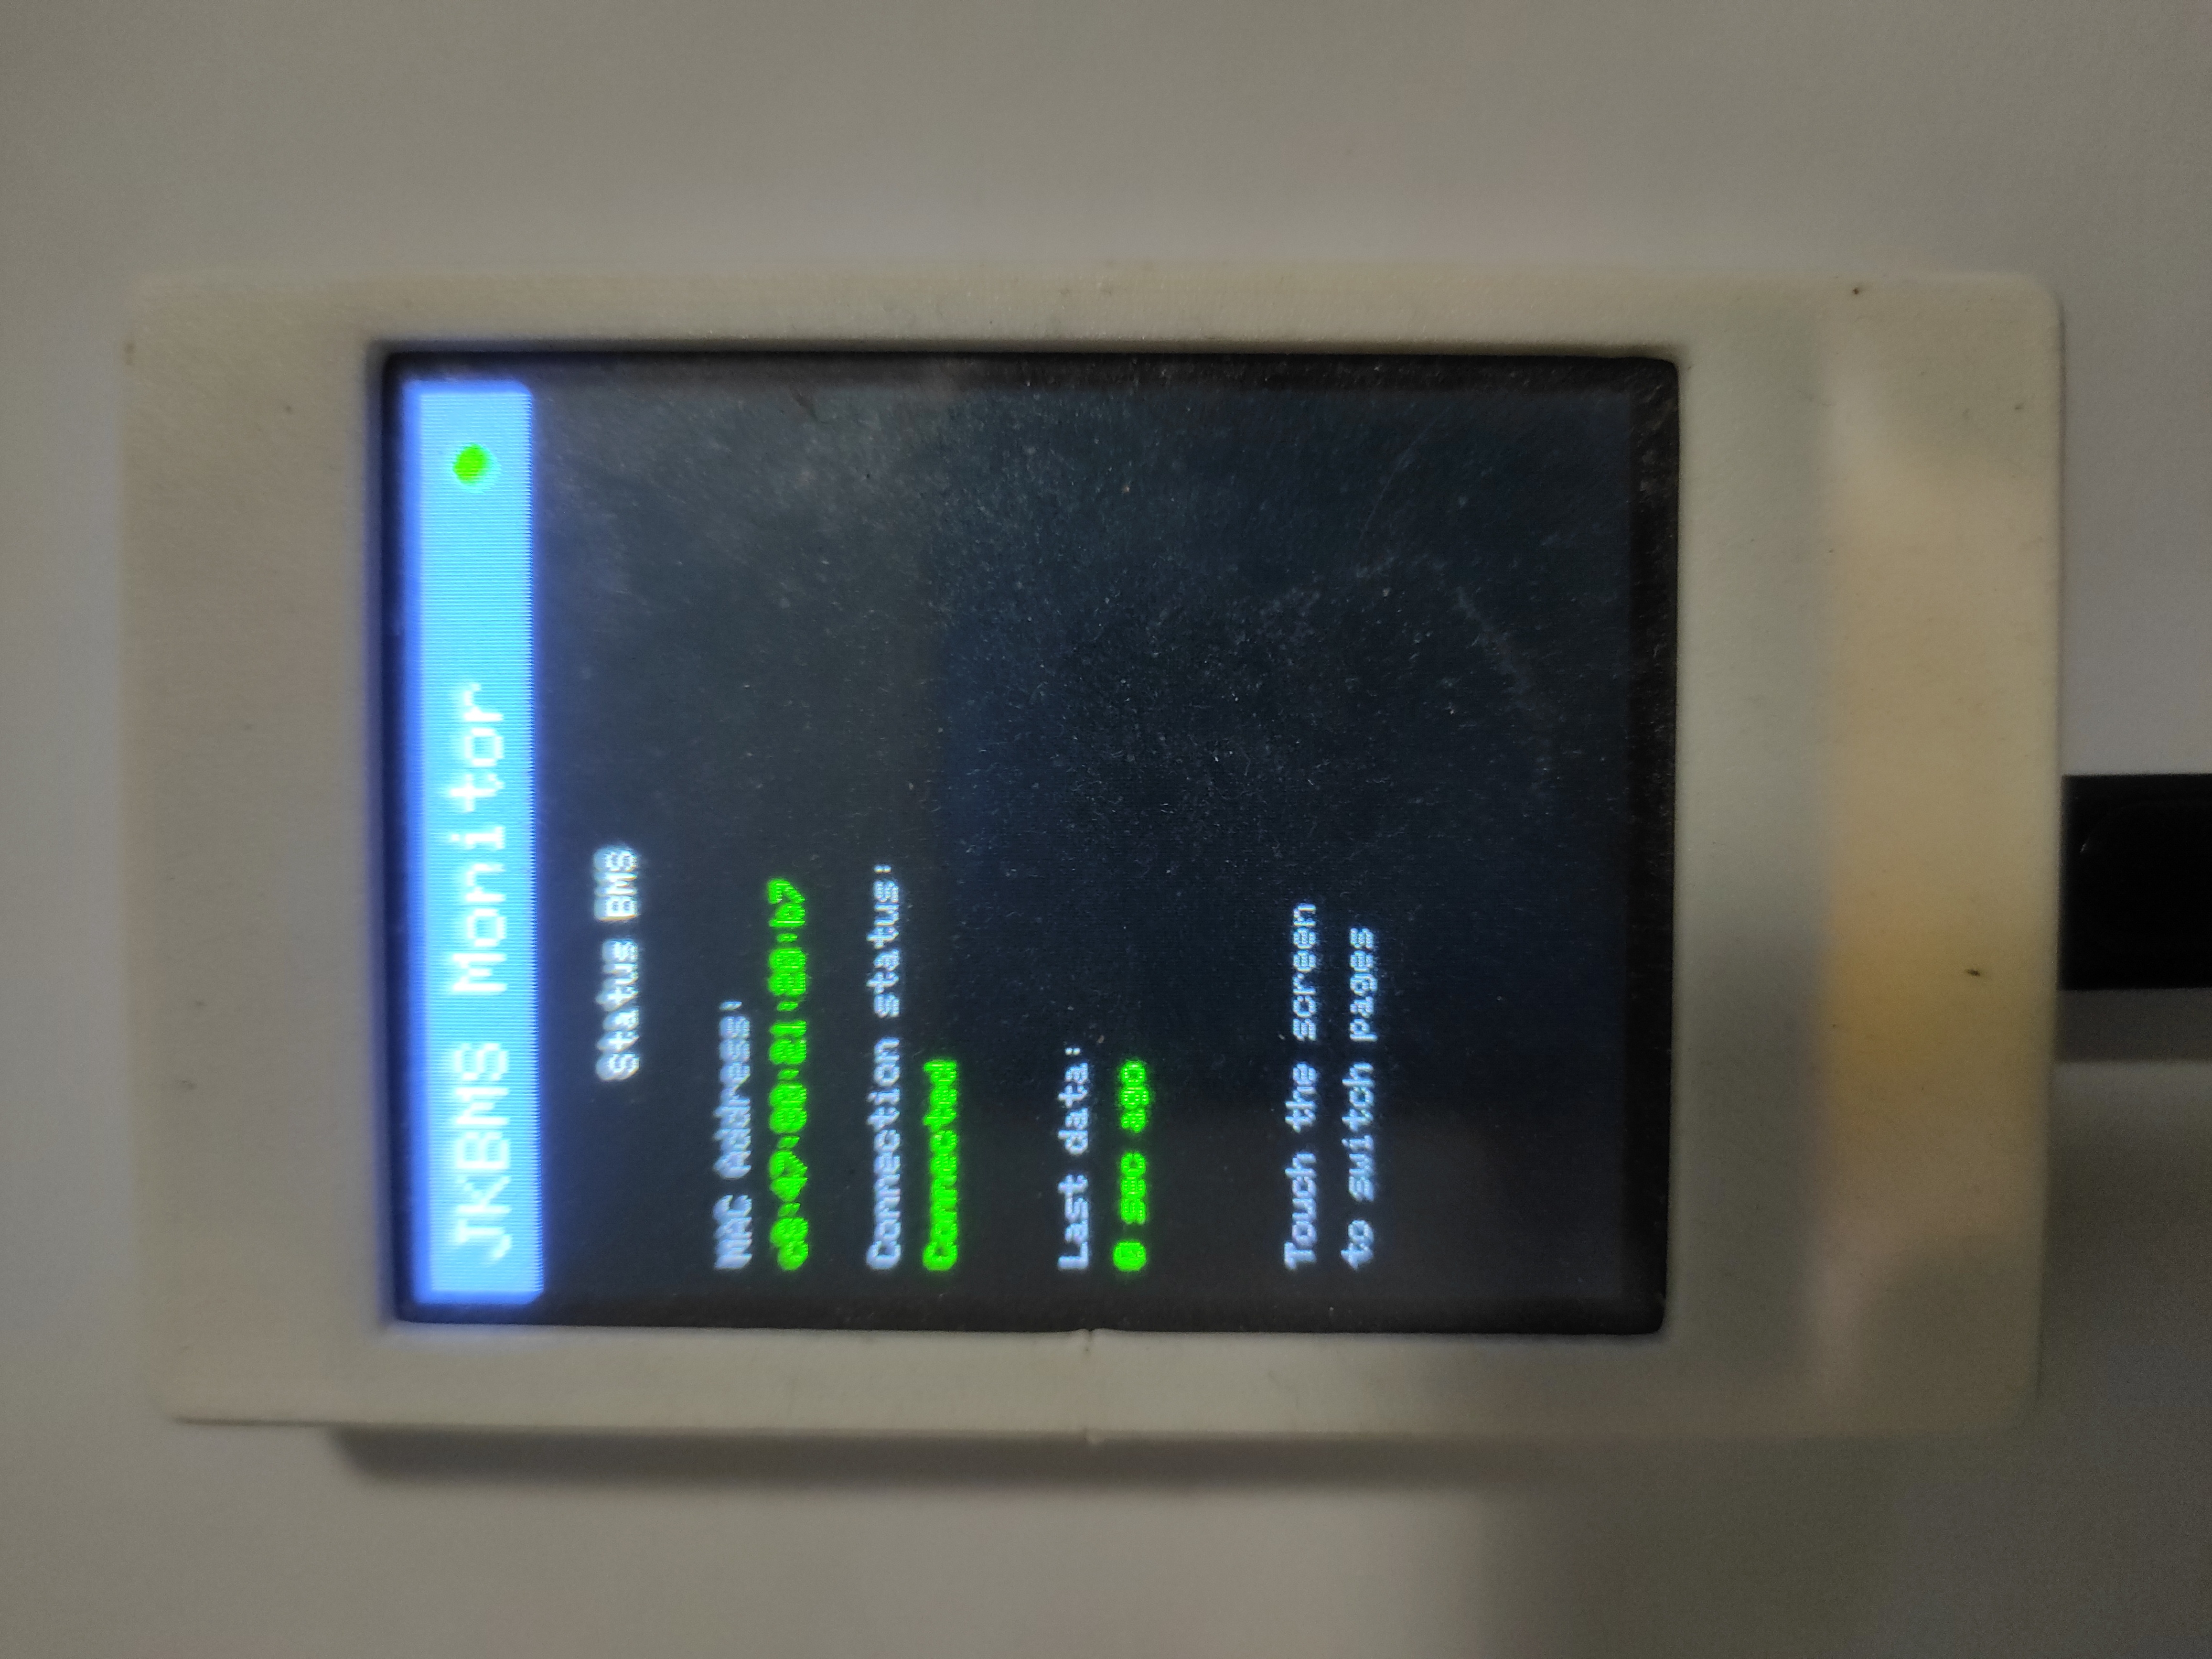 JKBMS Monitor
Status BMS
MAC Address:
Connection status:
Connected
Last data:
0 sec ago
Touch the screen
to switch pages